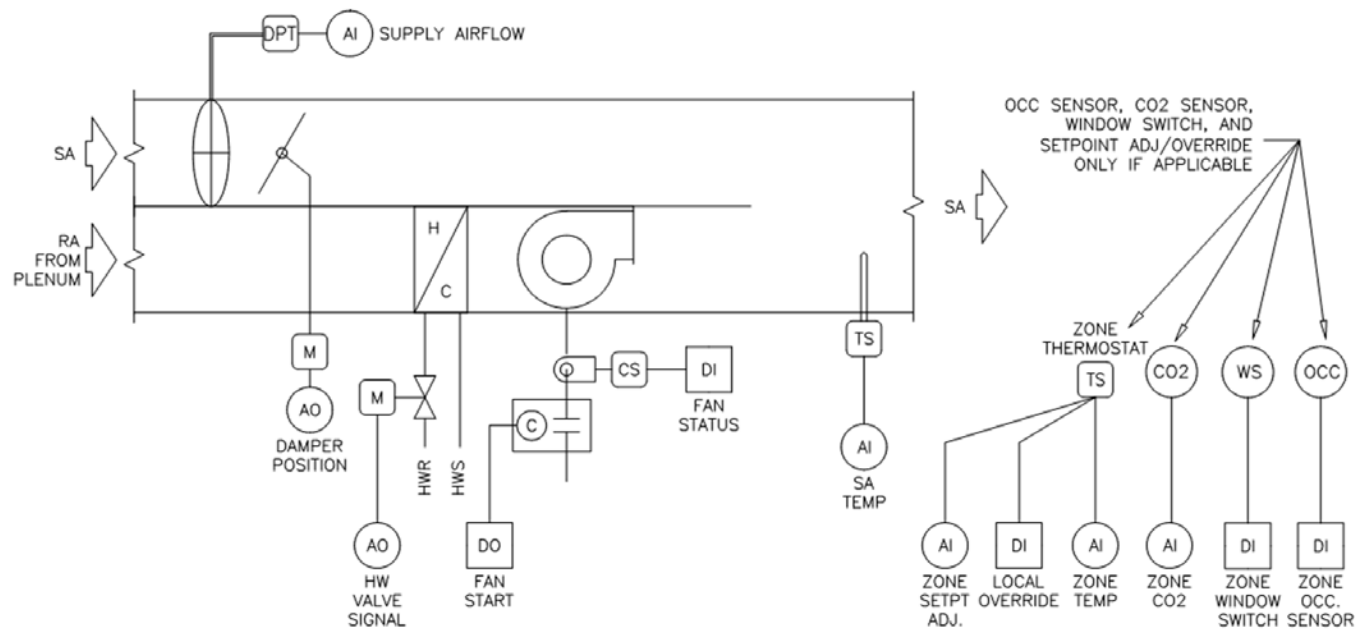 DPT
AI
SUPPLY AIRFLOW
OCC SENSOR, CO2 SENSOR,
WINDOW SWITCH, AND
SETPOINT ADJ/OVERRIDE
ONLY IF APPLICABLE
SA
SA
RA
FROM
PLENUM
H
C
M
AO
DAMPER
POSITION
M
HWR
HWS
AO
HW
VALVE
SIGNAL
C
DO
FAN
START
CS
DI
FAN
STATUS
TS
AI
SA
TEMP
ZONE
THERMOSTAT
TS
CO2
WS
OCC
AI
ZONE
SETPT
ADJ.
DI
LOCAL
OVERRIDE
AI
ZONE
TEMP
AI
ZONE
CO2
DI
ZONE
WINDOW
SWITCH
DI
ZONE
OCC.
SENSOR